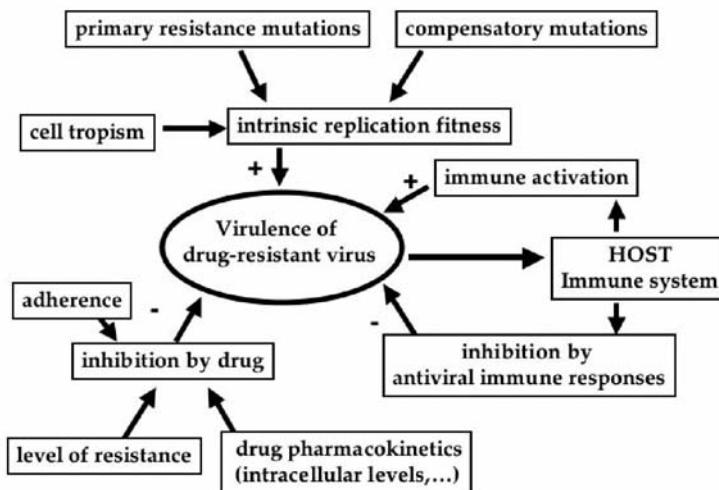 primary resistance mutations
compensatory mutations
cell tropism
intrinsic replication fitness
+
+
immune activation
Virulence of
drug-resistant virus
HOST
Immune system
adherence
-
-
inhibition by drug
inhibition by
antiviral immune responses
level of resistance
drug pharmacokinetics
(intracellular levels,...)